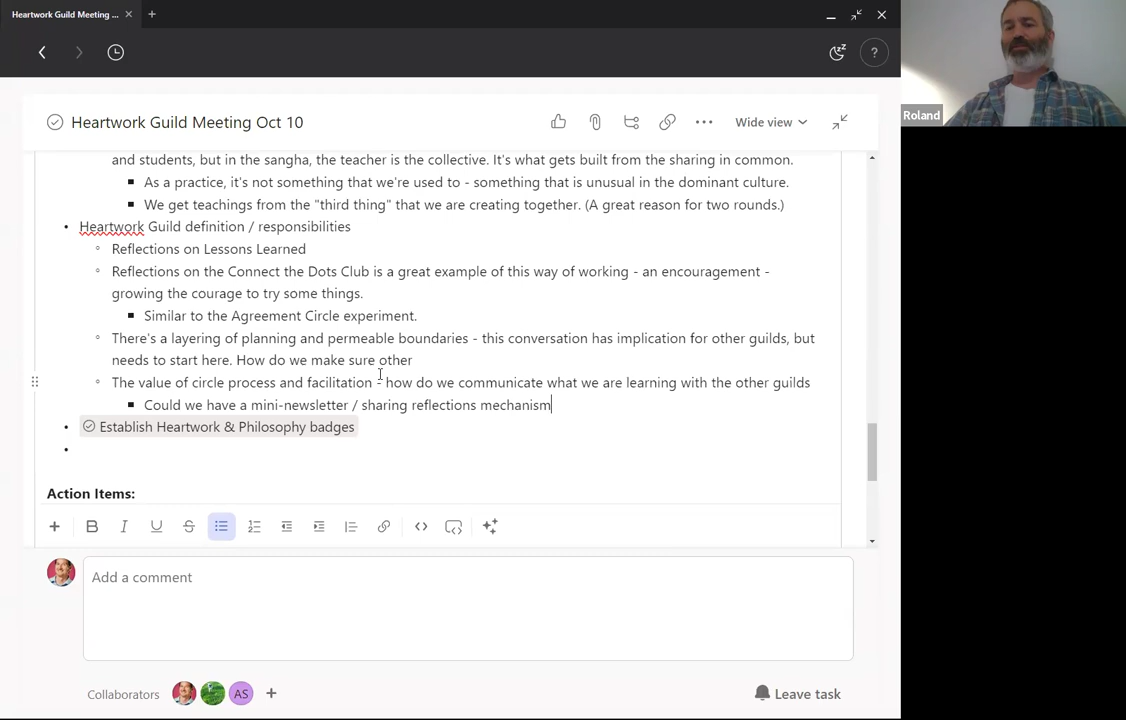 Heartwork Guild Meeting ...
Roland
Heartwork Guild Meeting Oct 10
Wide view
and students, but in the sangha, the teacher is the collective. It's what gets built from the sharing in common.
As a practice, it's not something that we're used to - something that is unusual in the dominant culture.
We get teachings from the "third thing" that we are creating together. (A great reason for two rounds.)
Heartwork Guild definition / responsibilities
Reflections on Lessons Learned
Reflections on the Connect the Dots Club is a great example of this way of working - an encouragement -
growing the courage to try some things.
Similar to the Agreement Circle experiment.
There's a layering of planning and permeable boundaries - this conversation has implication for other guilds, but
needs to start here. How do we make sure other
The value of circle process and facilitation - how do we communicate what we are learning with the other guilds
Could we have a mini-newsletter / sharing reflections mechanism
Establish Heartwork & Philosophy badges
Action Items:
B I U S
Add a comment
Collaborators AS
Leave task